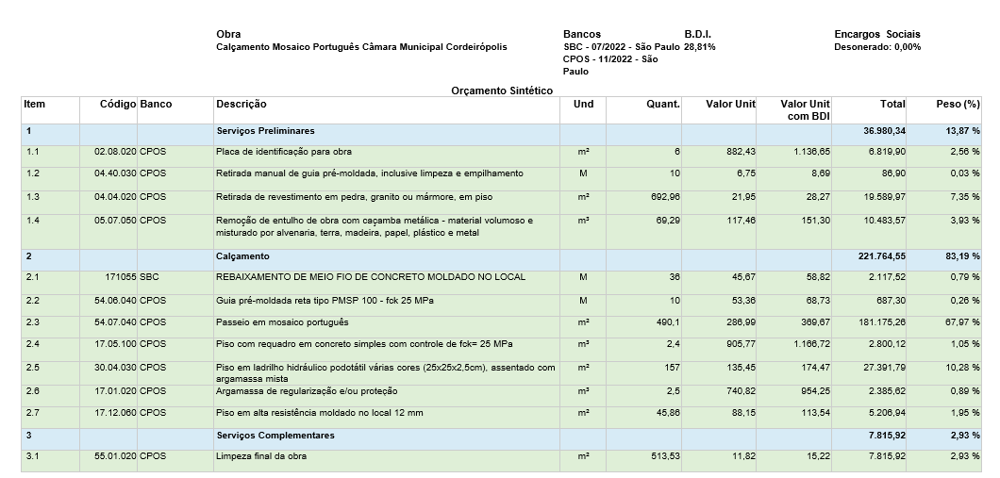 Obra Bancos B.D.I. Encargos Sociais
Calçamento Mosaico Português Câmara Municipal Cordeirópolis SBC - 07/2022 - São Paulo 28,81% Desonerado: 0,00%
CPOS - 11/2022 - São
Paulo
Orçamento Sintético
Item Código Banco Descrição Und Quant. Valor Unit Valor Unit Total Peso (%)
com BDI
1 Serviços Preliminares 36.980,34 13,87 %
1.1 02.08.020 CPOS Placa de identificação para obra m² 6 882,43 1.136,65 6.819,90 2,56 %
1.2 04.40.030 CPOS Retirada manual de guia pré-moldada, inclusive limpeza e empilhamento M 10 6,75 8,69 86,90 0,03 %
1.3 04.04.020 CPOS Retirada de revestimento em pedra, granito ou mármore, em piso m² 692,96 21,95 28,27 19.589,97 7,35 %
1.4 05.07.050 CPOS Remoção de entulho de obra com caçamba metálica - material volumoso e m³ 69,29 117,46 151,30 10.483,57 3,93 %
misturado por alvenaria, terra, madeira, papel, plástico e metal
2 Calçamento 221.764,55 83,19 %
2.1 171055 SBC REBAIXAMENTO DE MEIO FIO DE CONCRETO MOLDADO NO LOCAL M 36 45,67 58,82 2.117,52 0,79 %
2.2 54.06.040 CPOS Guia pré-moldada reta tipo PMSP 100 - fck 25 MPa M 10 53,36 68,73 687,30 0,26 %
2.3 54.07.040 CPOS Passeio em mosaico português m² 490,1 286,99 369,67 181.175,26 67,97 %
2.4 17.05.100 CPOS Piso com requadro em concreto simples com controle de fck= 25 MPa m³ 2,4 905,77 1.166,72 2.800,12 1,05 %
2.5 30.04.030 CPOS Piso em ladrilho hidráulico podotátil várias cores (25x25x2,5cm), assentado com m² 157 135,45 174,47 27.391,79 10,28 %
argamassa mista
2.6 17.01.020 CPOS Argamassa de regularização e/ou proteção m³ 2,5 740,82 954,25 2.385,62 0,89 %
2.7 17.12.060 CPOS Piso em alta resistência moldado no local 12 mm m² 45,86 88,15 113,54 5.206,94 1,95 %
3 Serviços Complementares 7.815,92 2,93 %
3.1 55.01.020 CPOS Limpeza final da obra m² 513,53 11,82 15,22 7.815,92 2,93 %